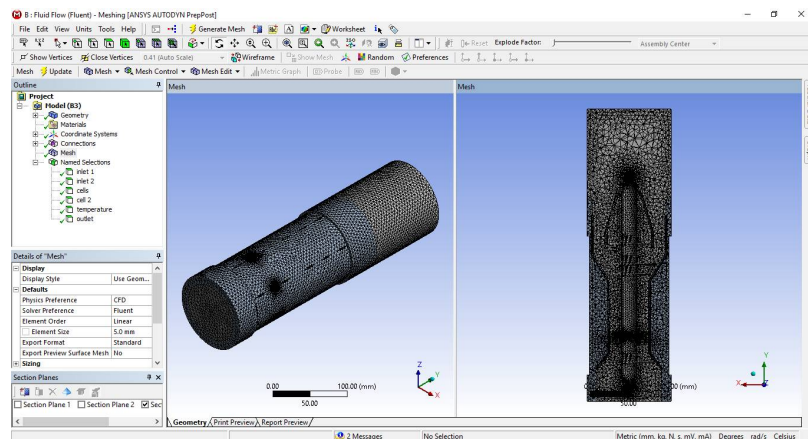 B : Fluid Flow (Fluent) - Meshing [ANSYS AUTODYN PrepPost]
File Edit View Units Tools Help Generate Mesh Worksheet
Reset Explode Factor: Assembly Center
Show Vertices Close Vertices 0.41 (Auto Scale) Wireframe Show Mesh Random Preferences
Mesh Update Mesh Mesh Control Mesh Edit Metric Graph Probe
Outline
Project
Model (B3)
Geometry
Materials
Coordinate Systems
Connections
Mesh
Named Selections
inlet 1
inlet 2
cells
cell 2
temperature
outlet
Details of "Mesh"
Display
Display Style Use Geom...
Defaults
Physics Preference CFD
Solver Preference Fluent
Element Order Linear
Element Size 5.0 mm
Export Format Standard
Export Preview Surface Mesh No
Sizing
Section Planes
Section Plane 1 Section Plane 2 Sec
Mesh
0.00 100.00 (mm)
50.00
Z
Y
X
Mesh
(mm)
50.00
Y
X
Z
Geometry Print Preview Report Preview
2 Messages No Selection Metric (mm, kg, N, s, mV, mA) Degrees rad/s Celsius